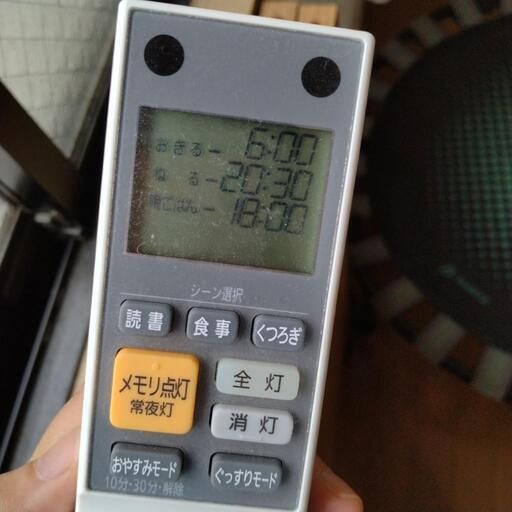 おきるー 6:00
ねるー 20:30
晩ごはんー 18:00
シーン選択
読書 食事 くつろぎ
メモリ点灯
常夜灯
全灯
消灯
おやすみモード ぐっすりモード
10分・30分・解除